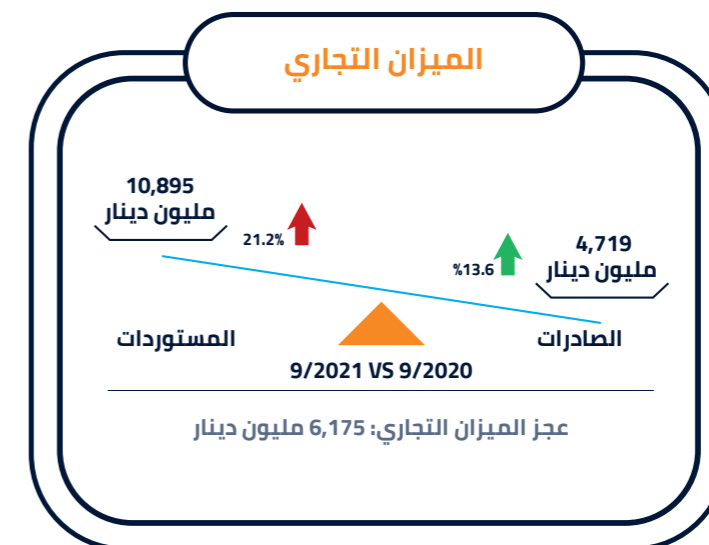 الميزان التجاري
4,719
مليون دينار
%13.6
10,895
مليون دينار
21.2%
الصادرات
المستوردات
9/2021 VS 9/2020
عجز الميزان التجاري: 6,175 مليون دينار